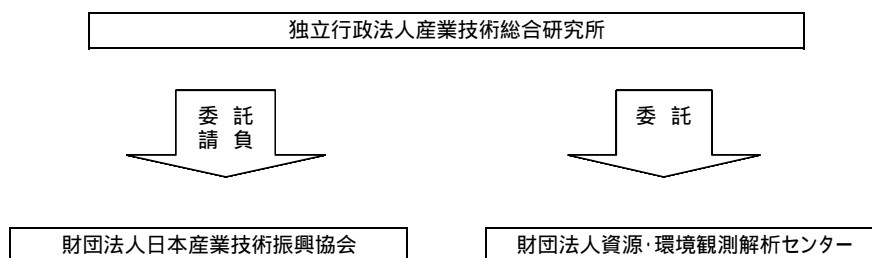 独立行政法人産業技術総合研究所
委 託
請 負
委 託
財団法人日本産業技術振興協会
財団法人資源・環境観測解析センター